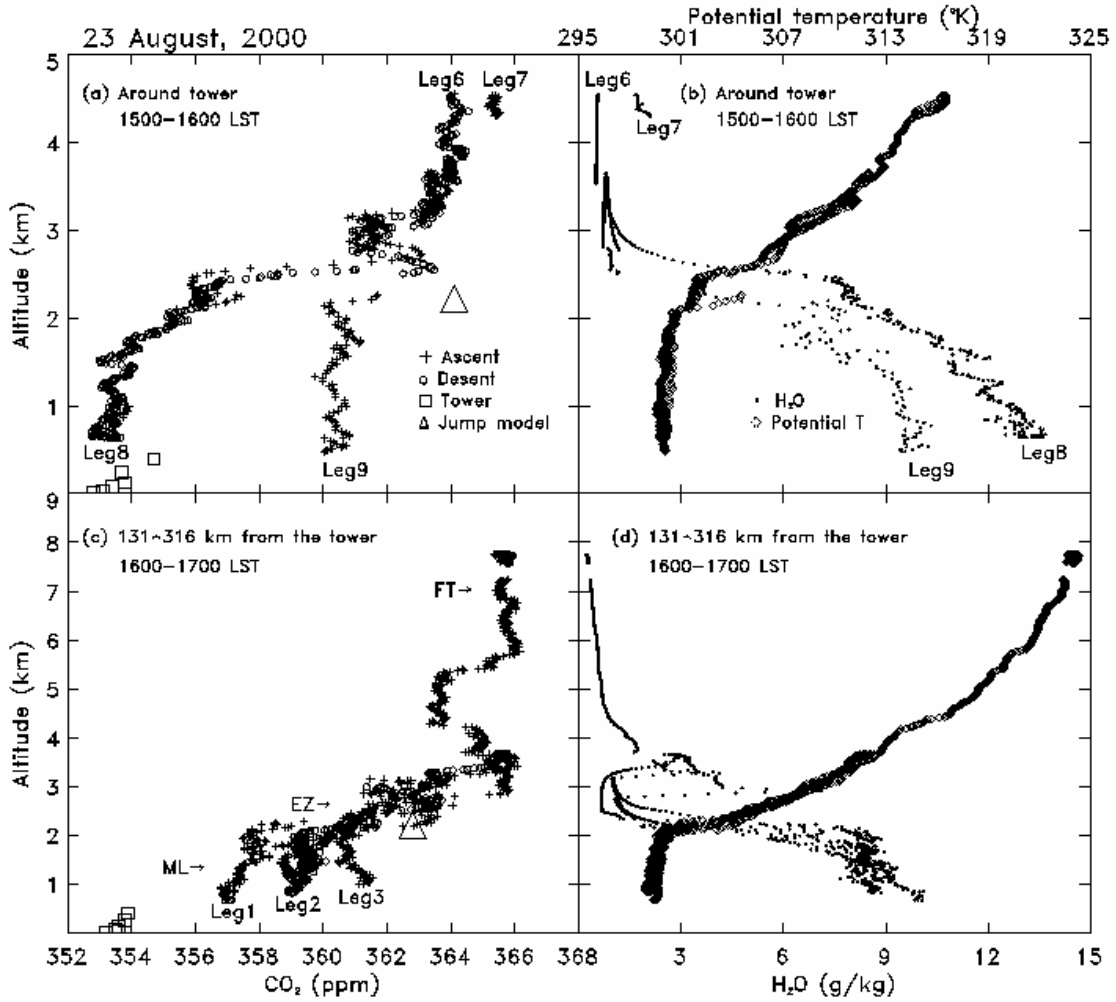 23 August, 2000
Potential temperature (°K)
295 301 307 313 319 325
5
4
3
2
1
Altitude (km)
(a) Around tower
1500−1600 LST
Leg6 Leg7
+ Ascent
○ Desent
□ Tower
△ Jump model
Leg8
Leg9
(b) Around tower
1500−1600 LST
Leg6
Leg7
· H₂O
◇ Potential T
Leg9
Leg8
9
8
7
6
5
4
3
2
1
Altitude (km)
(c) 131~316 km from the tower
1600−1700 LST
FT→
EZ→
ML→
Leg1
Leg2
Leg3
(d) 131~316 km from the tower
1600−1700 LST
352 354 356 358 360 362 364 366 368 3 6 9 12 15
CO₂ (ppm)
H₂O (g/kg)